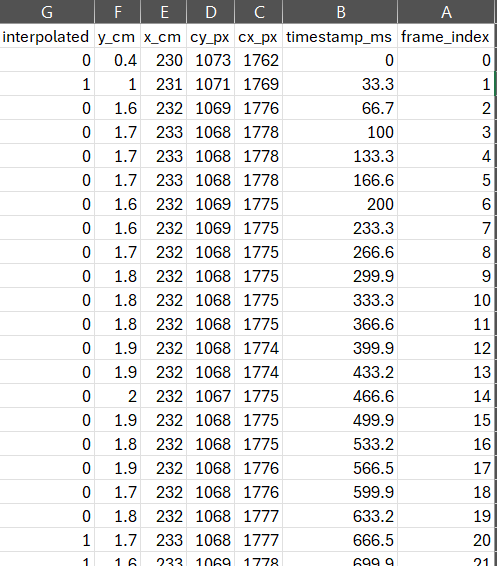 G F E D C B A
interpolated y_cm x_cm cy_px cx_px timestamp_ms frame_index
0 0.4 230 1073 1762 0 0
1 1 231 1071 1769 33.3 1
0 1.6 232 1069 1776 66.7 2
0 1.7 233 1068 1778 100 3
0 1.7 233 1068 1778 133.3 4
0 1.7 233 1068 1778 166.6 5
0 1.6 232 1069 1775 200 6
0 1.6 232 1069 1775 233.3 7
0 1.7 232 1068 1775 266.6 8
0 1.8 232 1068 1775 299.9 9
0 1.8 232 1068 1775 333.3 10
0 1.8 232 1068 1775 366.6 11
0 1.9 232 1068 1774 399.9 12
0 1.9 232 1068 1774 433.2 13
0 2 232 1067 1775 466.6 14
0 1.9 232 1068 1775 499.9 15
0 1.8 232 1068 1775 533.2 16
0 1.9 232 1068 1776 566.5 17
0 1.7 232 1068 1776 599.9 18
0 1.8 232 1068 1777 633.2 19
1 1.7 233 1068 1777 666.5 20
1 1.6 233 1069 1778 699.9 21